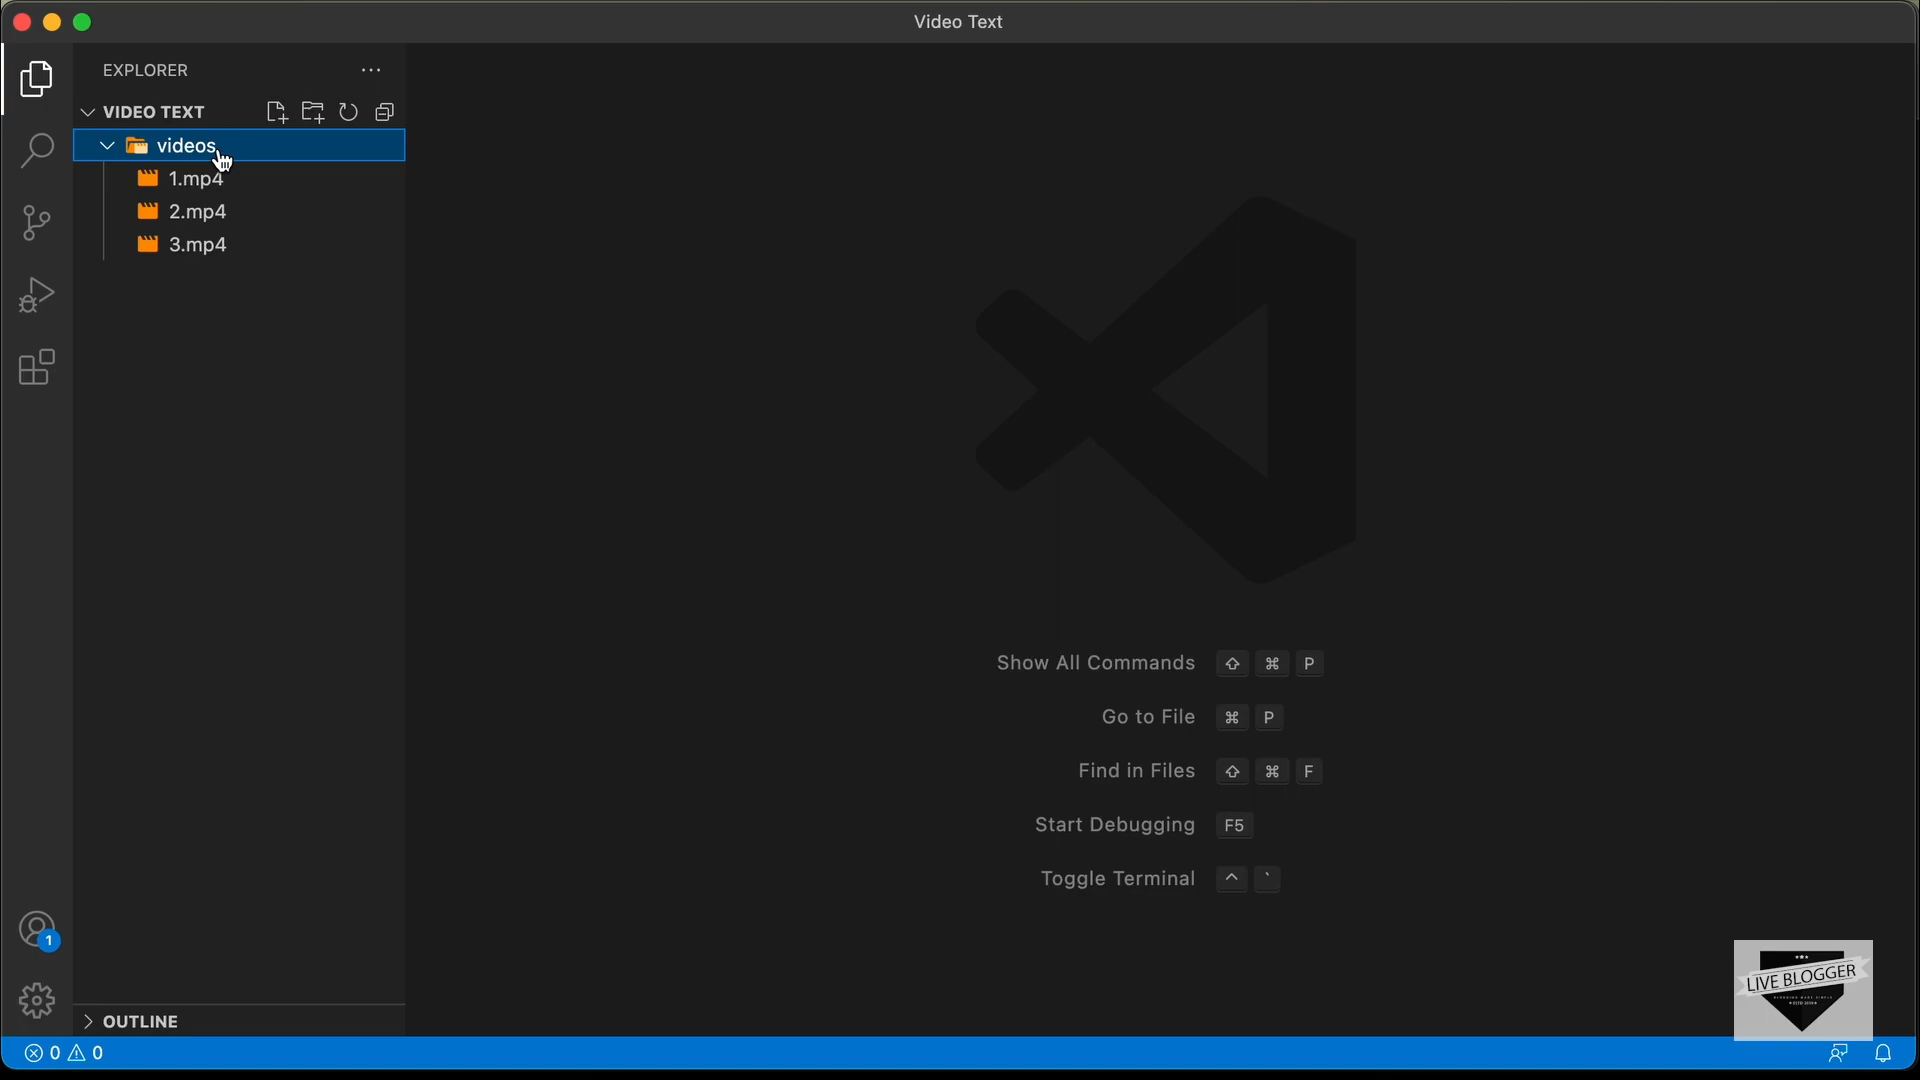 Video Text
EXPLORER
VIDEO TEXT
videos
1.mp4
2.mp4
3.mp4
Show All Commands ⇧ ⌘ P
Go to File ⌘ P
Find in Files ⇧ ⌘ F
Start Debugging F5
Toggle Terminal ^ `
1
OUTLINE
0 0
LIVE BLOGGER